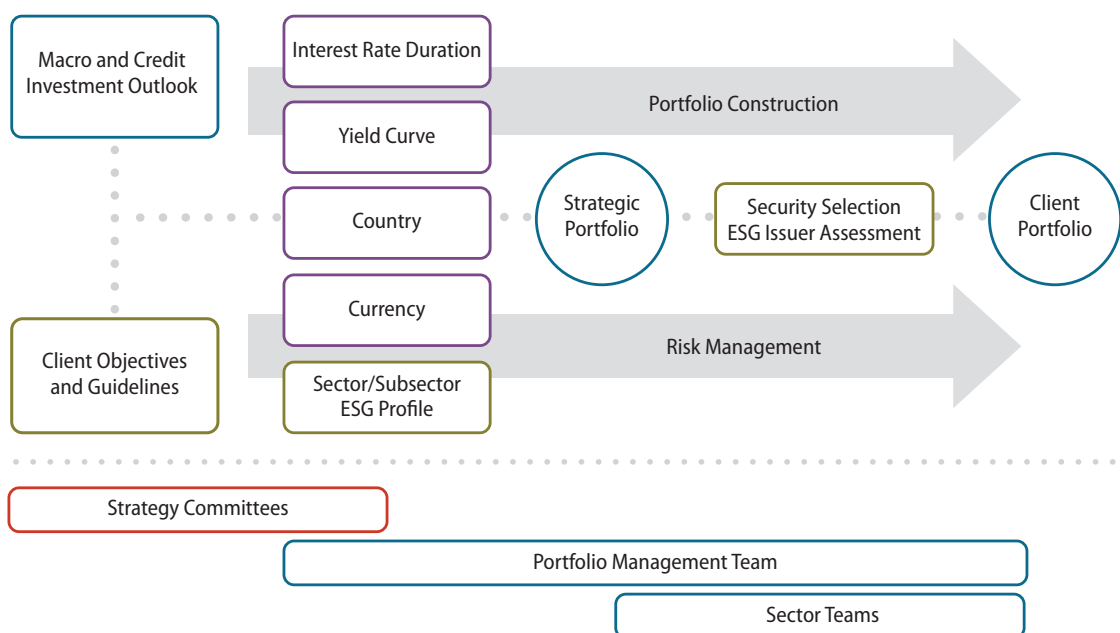 Macro and Credit
Investment Outlook
Client Objectives
and Guidelines
Interest Rate Duration
Yield Curve
Country
Currency
Sector/Subsector
ESG Profile
Portfolio Construction
Strategic
Portfolio
Security Selection
ESG Issuer Assessment
Client
Portfolio
Risk Management
Strategy Committees
Portfolio Management Team
Sector Teams